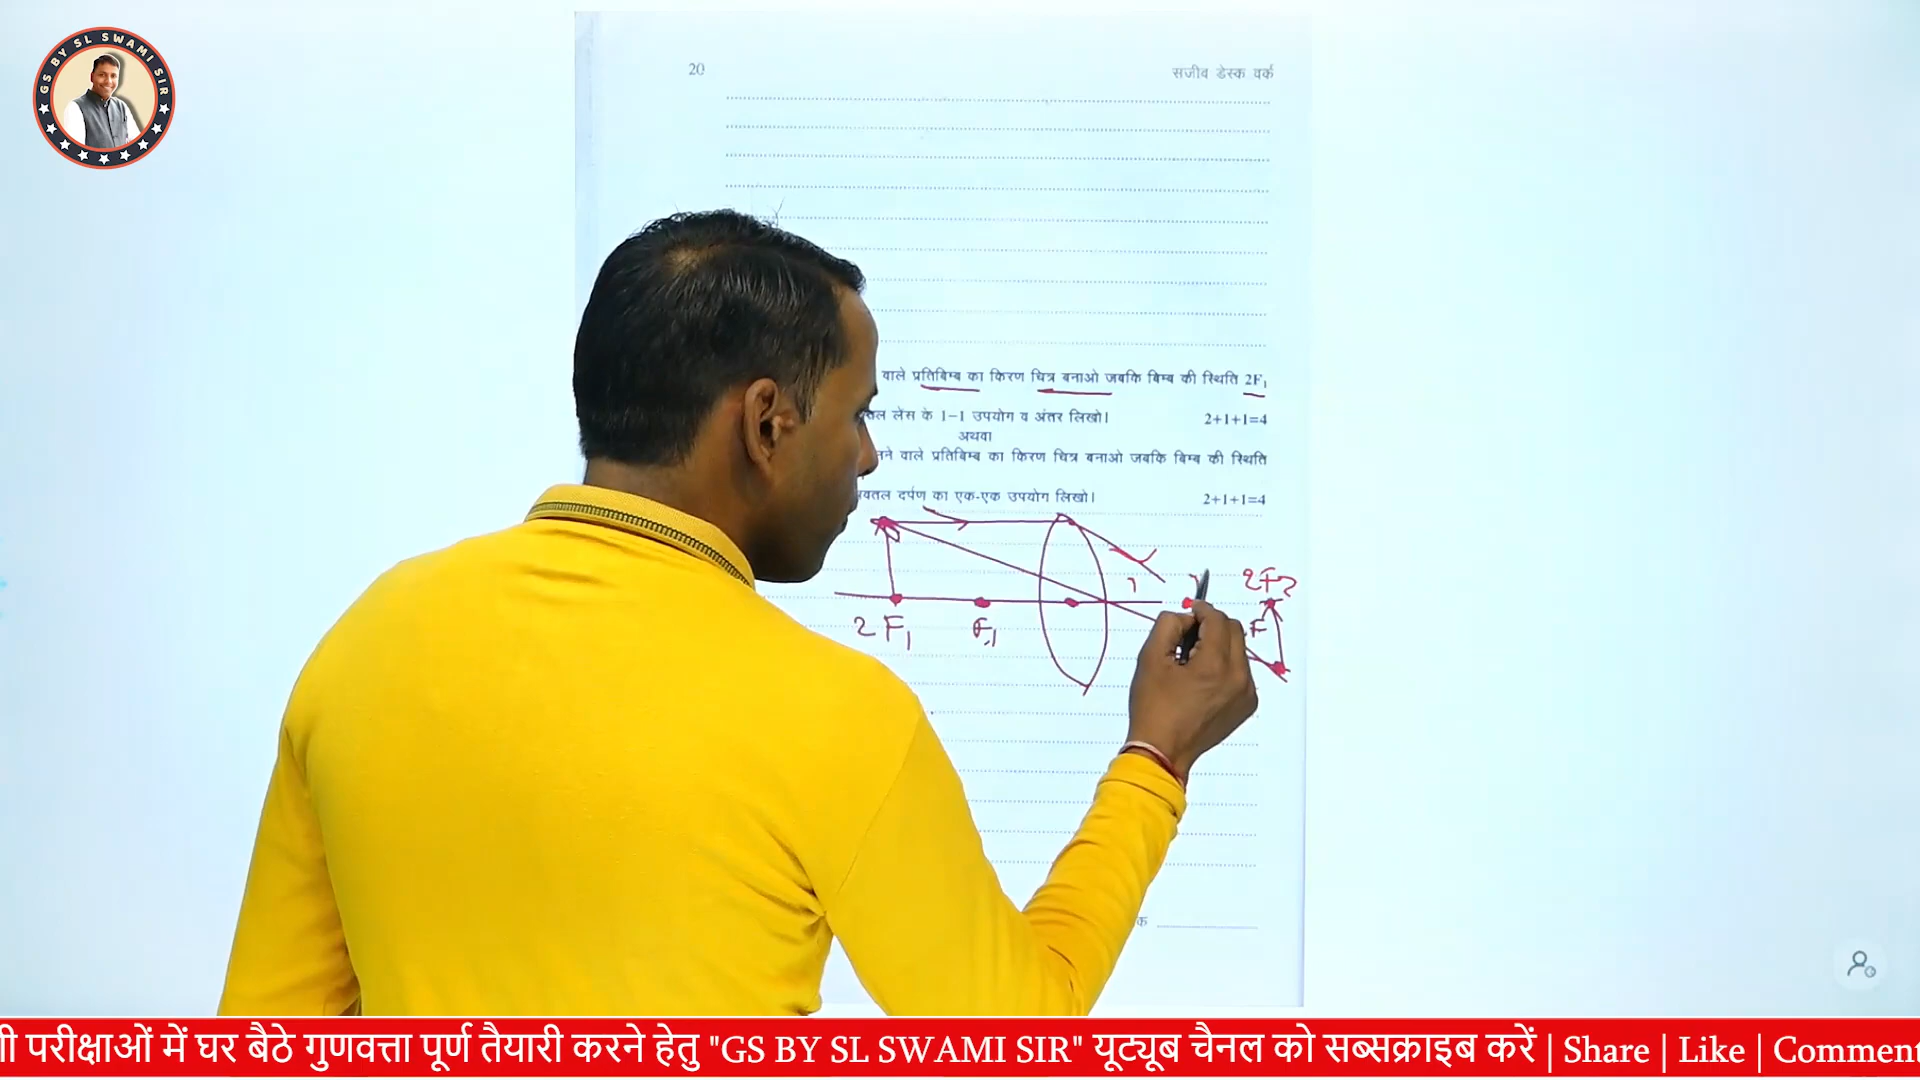 GS BY SL SWAMI SIR
20
सजीव डेस्क वर्क
वाले प्रतिबिम्ब का किरण चित्र बनाओ जबकि बिम्ब की स्थिति 2F₁
लेंस के 1–1 उपयोग व अंतर लिखो। 2+1+1=4
अथवा
वाले प्रतिबिम्ब का किरण चित्र बनाओ जबकि बिम्ब की स्थिति
दर्पण का एक-एक उपयोग लिखो। 2+1+1=4
2F2
2F1 F1
परीक्षाओं में घर बैठे गुणवत्ता पूर्ण तैयारी करने हेतु "GS BY SL SWAMI SIR" यूट्यूब चैनल को सब्सक्राइब करें | Share | Like | Comment